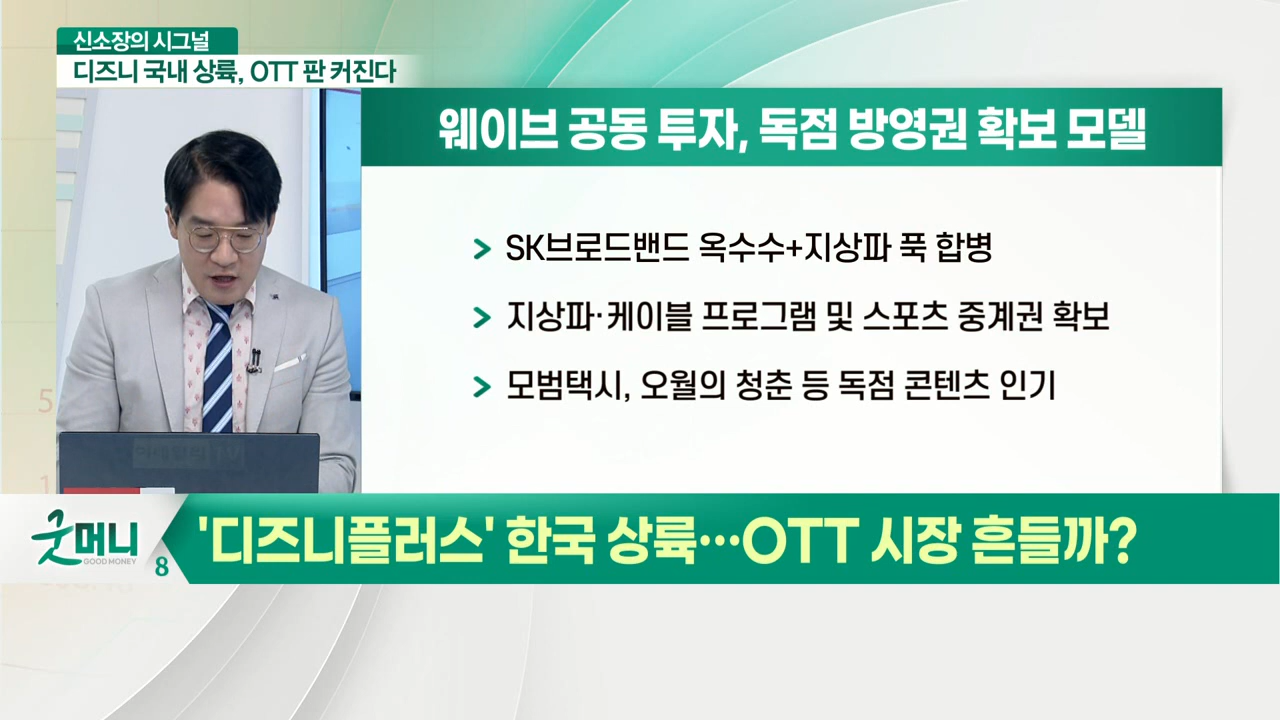 신소장의 시그널
디즈니 국내 상륙, OTT 판 커진다
웨이브 공동 투자, 독점 방영권 확보 모델
SK브로드밴드 옥수수+지상파 푹 합병
지상파·케이블 프로그램 및 스포츠 중계권 확보
모범택시, 오월의 청춘 등 독점 콘텐츠 인기
5
1
굿머니
GOOD MONEY
8
'디즈니플러스' 한국 상륙…OTT 시장 흔들까?